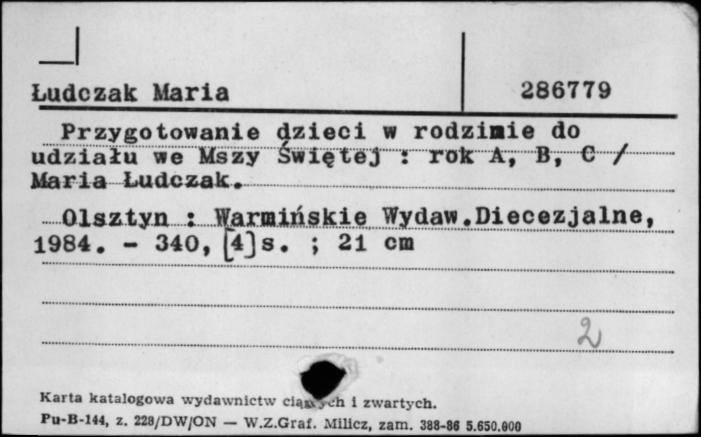 Łudczak Maria 286779
Przygotowanie dzieci w rodzinie do
udziału we Mszy Świętej : rok A, B, C /
Maria Łudczak.
Olsztyn : Warmińskie Wydaw.Diecezjalne,
1984. - 340, [4]s. ; 21 cm
2
Karta katalogowa wydawnictw i zwartych.
Pu-B-144, z. 228/DW/ON — W.Z.Graf. Milicz, zam. 388-86 5.650.000